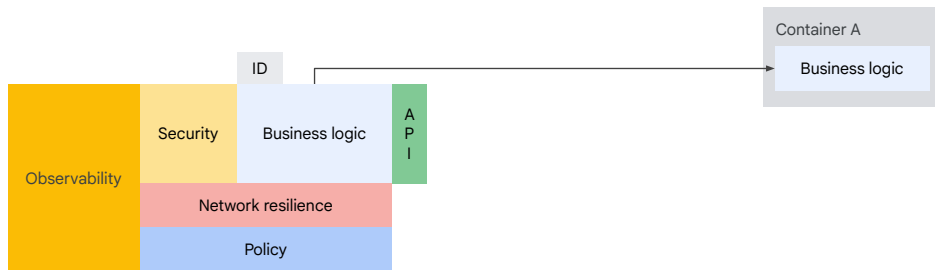 Container A
ID
Business logic
Security
Business logic
A
P
I
Observability
Network resilience
Policy